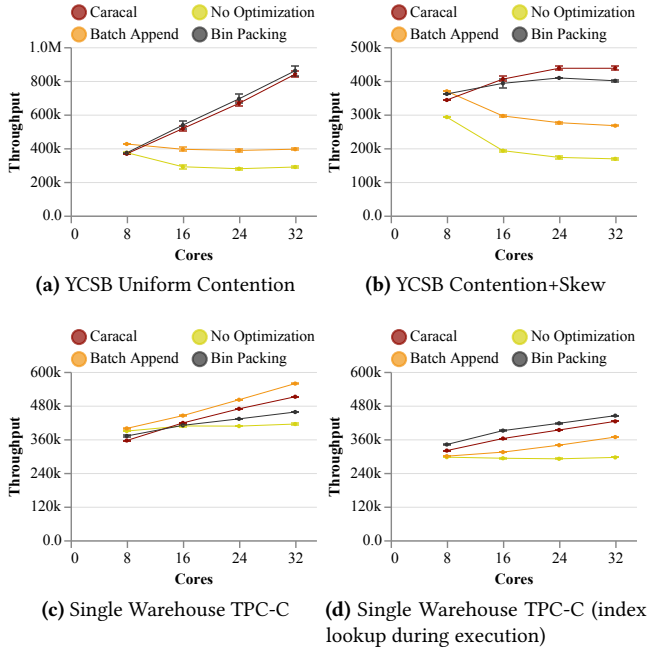 Caracal No Optimization
Batch Append Bin Packing
1.0M
800k
600k
400k
200k
0.0
Throughput
0 8 16 24 32
Cores
(a) YCSB Uniform Contention
Caracal No Optimization
Batch Append Bin Packing
500k
400k
300k
200k
100k
0.0
Throughput
0 8 16 24 32
Cores
(b) YCSB Contention+Skew
Caracal No Optimization
Batch Append Bin Packing
600k
480k
360k
240k
120k
0.0
Throughput
0 8 16 24 32
Cores
(c) Single Warehouse TPC-C
Caracal No Optimization
Batch Append Bin Packing
600k
480k
360k
240k
120k
0.0
Throughput
0 8 16 24 32
Cores
(d) Single Warehouse TPC-C (index
lookup during execution)